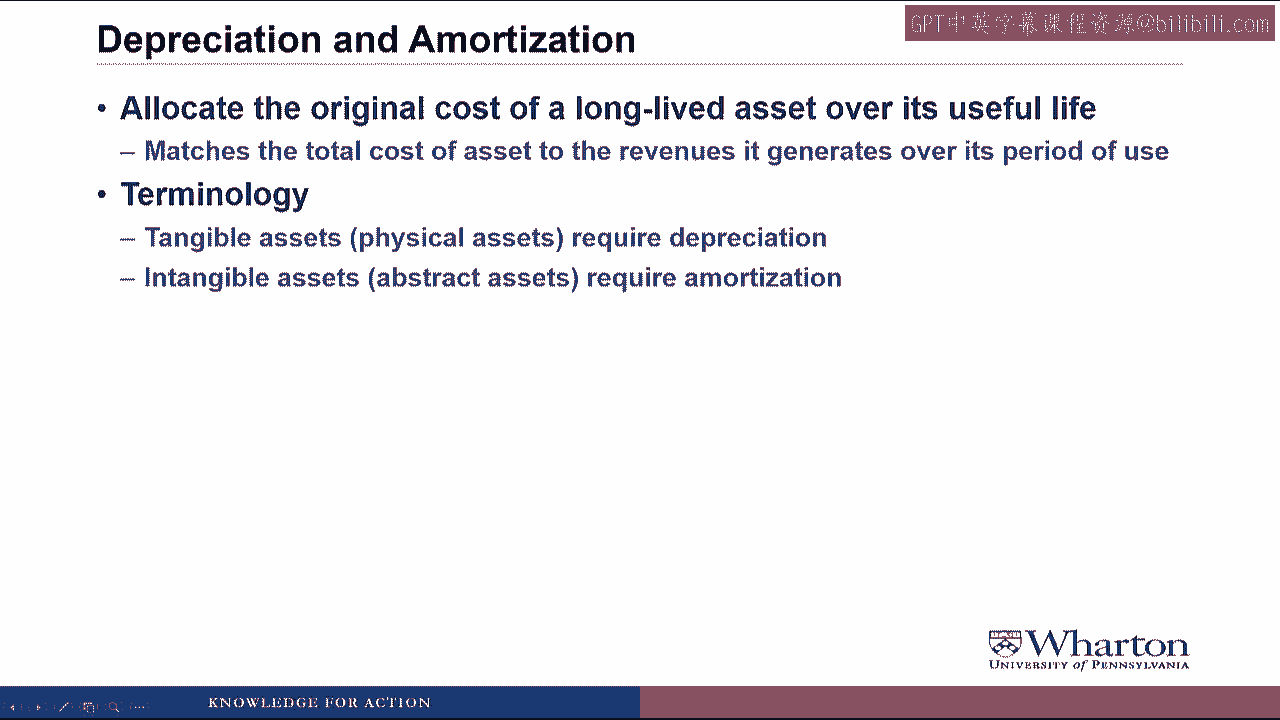 GPT中英字幕课程资源@bilibili.com
Depreciation and Amortization
• Allocate the original cost of a long-lived asset over its useful life
– Matches the total cost of asset to the revenues it generates over its period of use
• Terminology
– Tangible assets (physical assets) require depreciation
– Intangible assets (abstract assets) require amortization
Wharton
UNIVERSITY of PENNSYLVANIA
KNOWLEDGE FOR ACTION